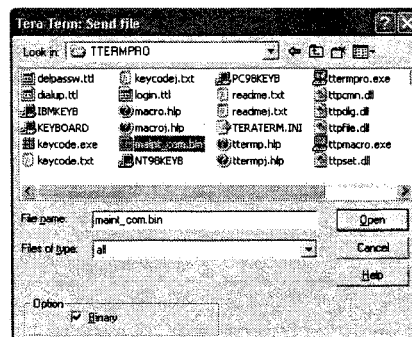 Tera Term: Send file
Look in: TTERMPRO
delpassw.ttl keycodej.txt PC98KEYB ttermpro.exe
dialup.ttl login.ttl readme.txt ttpcmn.dll
IBMKEYB macro.hlp readmej.txt ttpdlg.dll
KEYBOARD macroj.hlp TERATERM.INI ttpfile.dll
keycode.exe maint_com.bin ttermp.hlp ttpmacro.exe
keycode.txt NT98KEYB ttermpj.hlp ttpset.dll
File name: maint_com.bin Open
Files of type: all Cancel
Help
Option
Binary